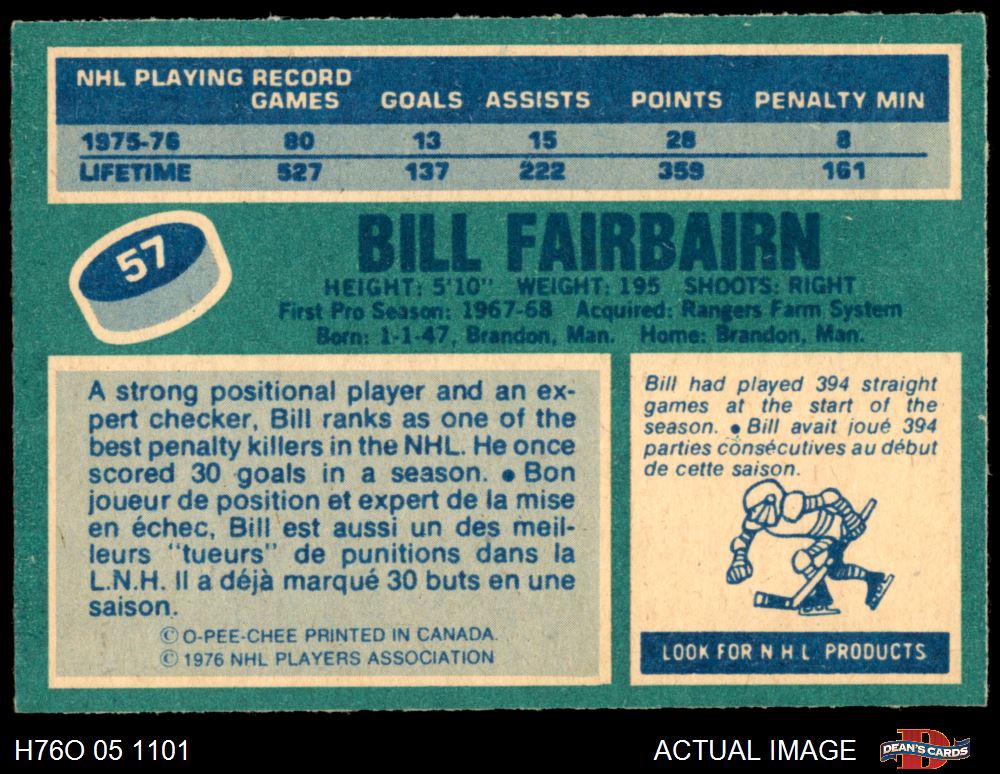 NHL PLAYING RECORD
GAMES GOALS ASSISTS POINTS PENALTY MIN
1975-76 80 13 15 28 8
LIFETIME 527 137 222 359 161
57
BILL FAIRBAIRN
HEIGHT: 5'10" WEIGHT: 195 SHOOTS: RIGHT
First Pro Season: 1967-68 Acquired: Rangers Farm System
Born: 1-1-47, Brandon, Man. Home: Brandon, Man.
A strong positional player and an ex-
pert checker, Bill ranks as one of the
best penalty killers in the NHL. He once
scored 30 goals in a season. • Bon
joueur de position et expert de la mise
en échec, Bill est aussi un des meil-
leurs "tueurs" de punitions dans la
L.N.H. Il a déjà marqué 30 buts en une
saison.
© O-PEE-CHEE PRINTED IN CANADA.
© 1976 NHL PLAYERS ASSOCIATION
Bill had played 394 straight
games at the start of the
season. • Bill avait joué 394
parties consécutives au début
de cette saison.
LOOK FOR N H L PRODUCTS
H76O 05 1101
ACTUAL IMAGE
DEAN'S CARDS